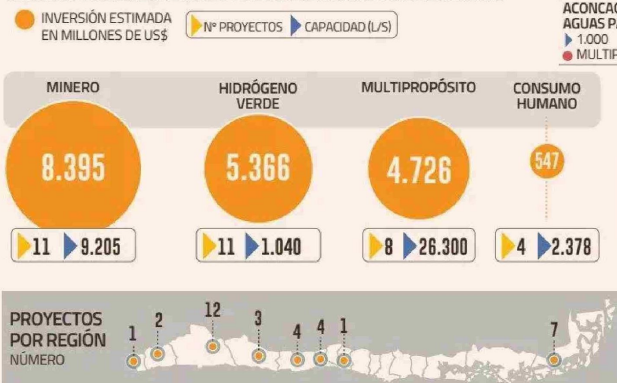 INVERSIÓN ESTIMADA
EN MILLONES DE US$
Nº PROYECTOS CAPACIDAD (L/S)
AGUAS
1.000
MINERO
8.395
11 9.205
HIDRÓGENO
VERDE
5.366
11 1.040
MULTIPROPÓSITO
4.726
8 26.300
CONSUMO
HUMANO
547
4 2.378
PROYECTOS
POR REGIÓN
NÚMERO
1 2 12 3 4 4 1 7